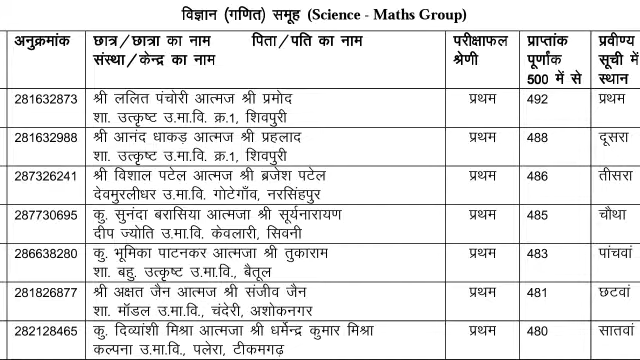 विज्ञान (गणित) समूह (Science - Maths Group)
अनुक्रमांक छात्र/छात्रा का नाम पिता/पति का नाम परीक्षाफल प्राप्तांक प्रवीण्य
संस्था/केन्द्र का नाम श्रेणी पूर्णांक सूची में
500 में से स्थान
281632873 श्री ललित पंचोरी आत्मज श्री प्रमोद प्रथम 492 प्रथम
शा. उत्कृष्ट उ.मा.वि. क्र.1, शिवपुरी
281632988 श्री आनंद धाकड़ आत्मज श्री प्रहलाद प्रथम 488 दूसरा
शा. उत्कृष्ट उ.मा.वि. क्र.1, शिवपुरी
287326241 श्री विशाल पटेल आत्मज श्री ब्रजेश पटेल प्रथम 486 तीसरा
देवमुरलीधर उ.मा.वि. गोटेगाँव, नरसिंहपुर
287730695 कु. सुनंदा बरासिया आत्मजा श्री सूर्यनारायण प्रथम 485 चौथा
दीप ज्योति उ.मा.वि. केवलारी, सिवनी
286638280 कु. भूमिका पाटनकर आत्मजा श्री तुकाराम प्रथम 483 पांचवां
शा. बहु. उत्कृष्ट उ.मा.वि., बैतूल
281826877 श्री अक्षत जैन आत्मज श्री संजीव जैन प्रथम 481 छटवां
शा. मॉडल उ.मा.वि., चंदेरी, अशोकनगर
282128465 कु. दिव्यांशी मिश्रा आत्मजा श्री धर्मेन्द्र कुमार मिश्रा प्रथम 480 सातवां
कल्पना उ.मा.वि., पलेरा, टीकमगढ़